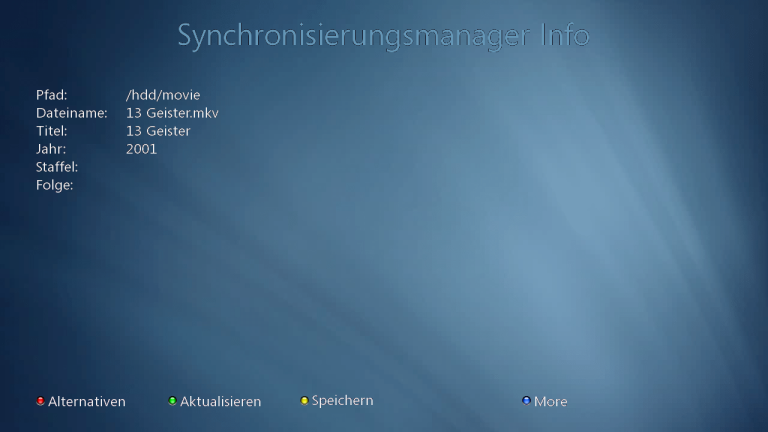 Synchronisierungsmanager Info
Pfad: /hdd/movie
Dateiname: 13 Geister.mkv
Titel: 13 Geister
Jahr: 2001
Staffel:
Folge:
Alternativen Aktualisieren Speichern More